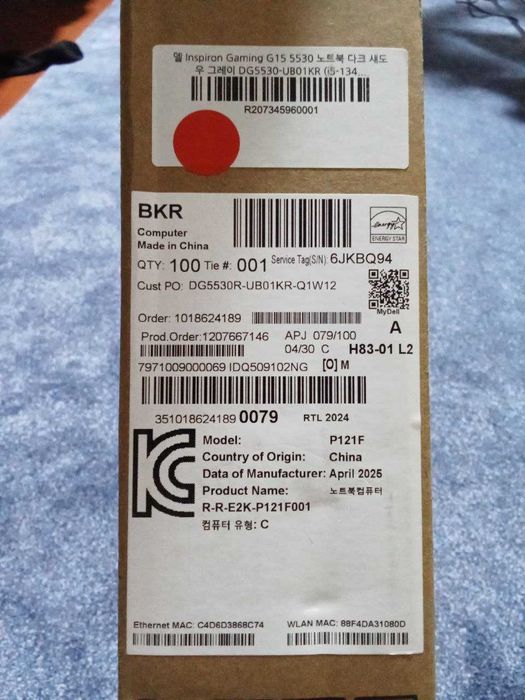 델 Inspiron Gaming G15 5530 노트북 다크 섀도
우 그레이 DG5530-UB01KR (i5-134...
R207345960001
BKR
Computer
Made in China
ENERGY STAR
QTY: 100 Tie #: 001 Service Tag(S/N): 6JKBQ94
Cust PO: DG5530R-UB01KR-Q1W12
MyDell
Order: 1018624189
A
Prod.Order:1207667146 APJ 079/100
04/30 C H83-01 L2
7971009000069 IDQ509102NG [O] M
351018624189 0079 RTL 2024
Model: P121F
Country of Origin: China
Data of Manufacturer: April 2025
Product Name: 노트북컴퓨터
R-R-E2K-P121F001
컴퓨터 유형: C
Ethernet MAC: C4D6D3868C74 WLAN MAC: 88F4DA31080D